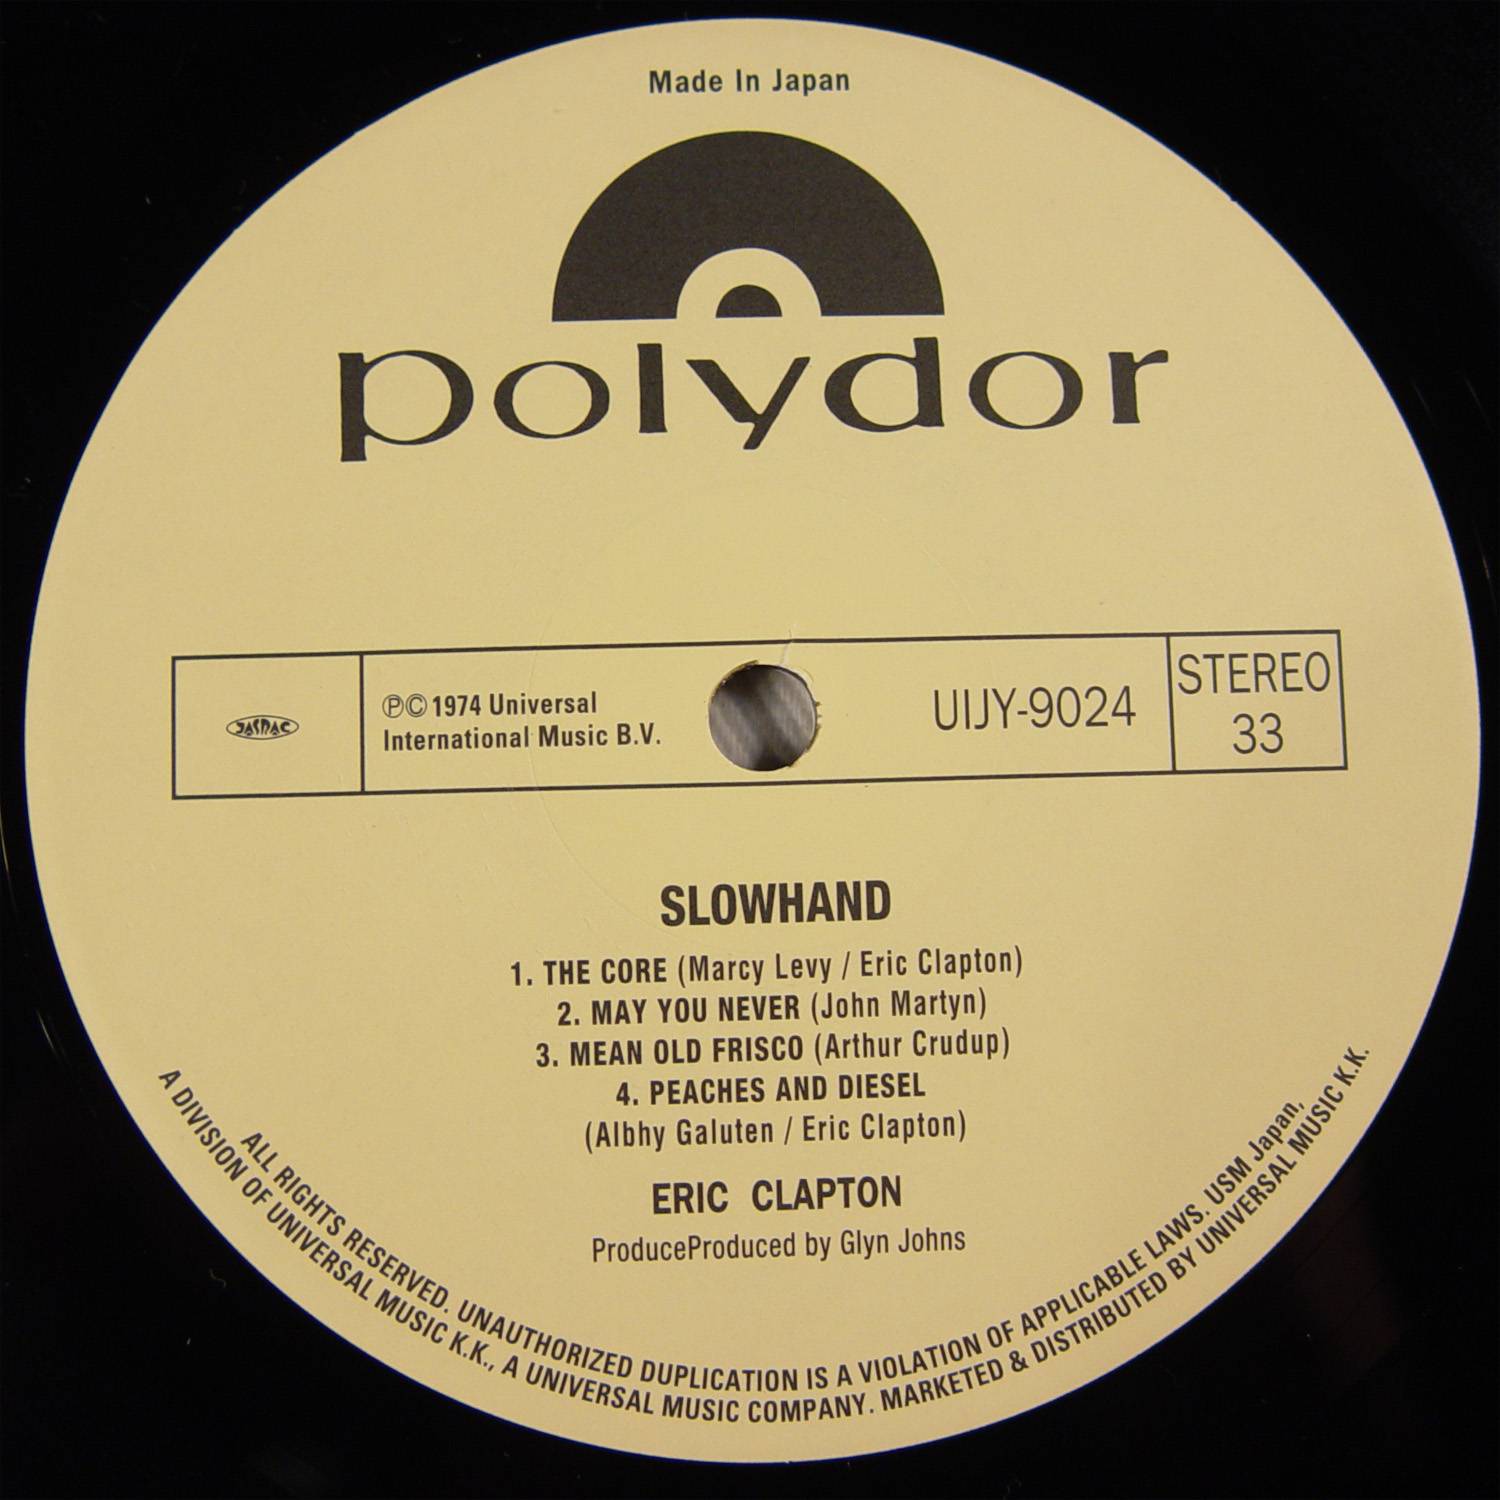 Made In Japan
polydor
JASRAC
ⓅⒸ1974 Universal
International Music B.V.
UIJY-9024
STEREO
33
SLOWHAND
1. THE CORE (Marcy Levy / Eric Clapton)
2. MAY YOU NEVER (John Martyn)
3. MEAN OLD FRISCO (Arthur Crudup)
4. PEACHES AND DIESEL
(Albhy Galuten / Eric Clapton)
ERIC CLAPTON
ProduceProduced by Glyn Johns
ALL RIGHTS RESERVED. UNAUTHORIZED DUPLICATION IS A VIOLATION OF APPLICABLE LAWS. USM Japan,
A DIVISION OF UNIVERSAL MUSIC K.K., A UNIVERSAL MUSIC COMPANY. MARKETED & DISTRIBUTED BY UNIVERSAL MUSIC K.K.